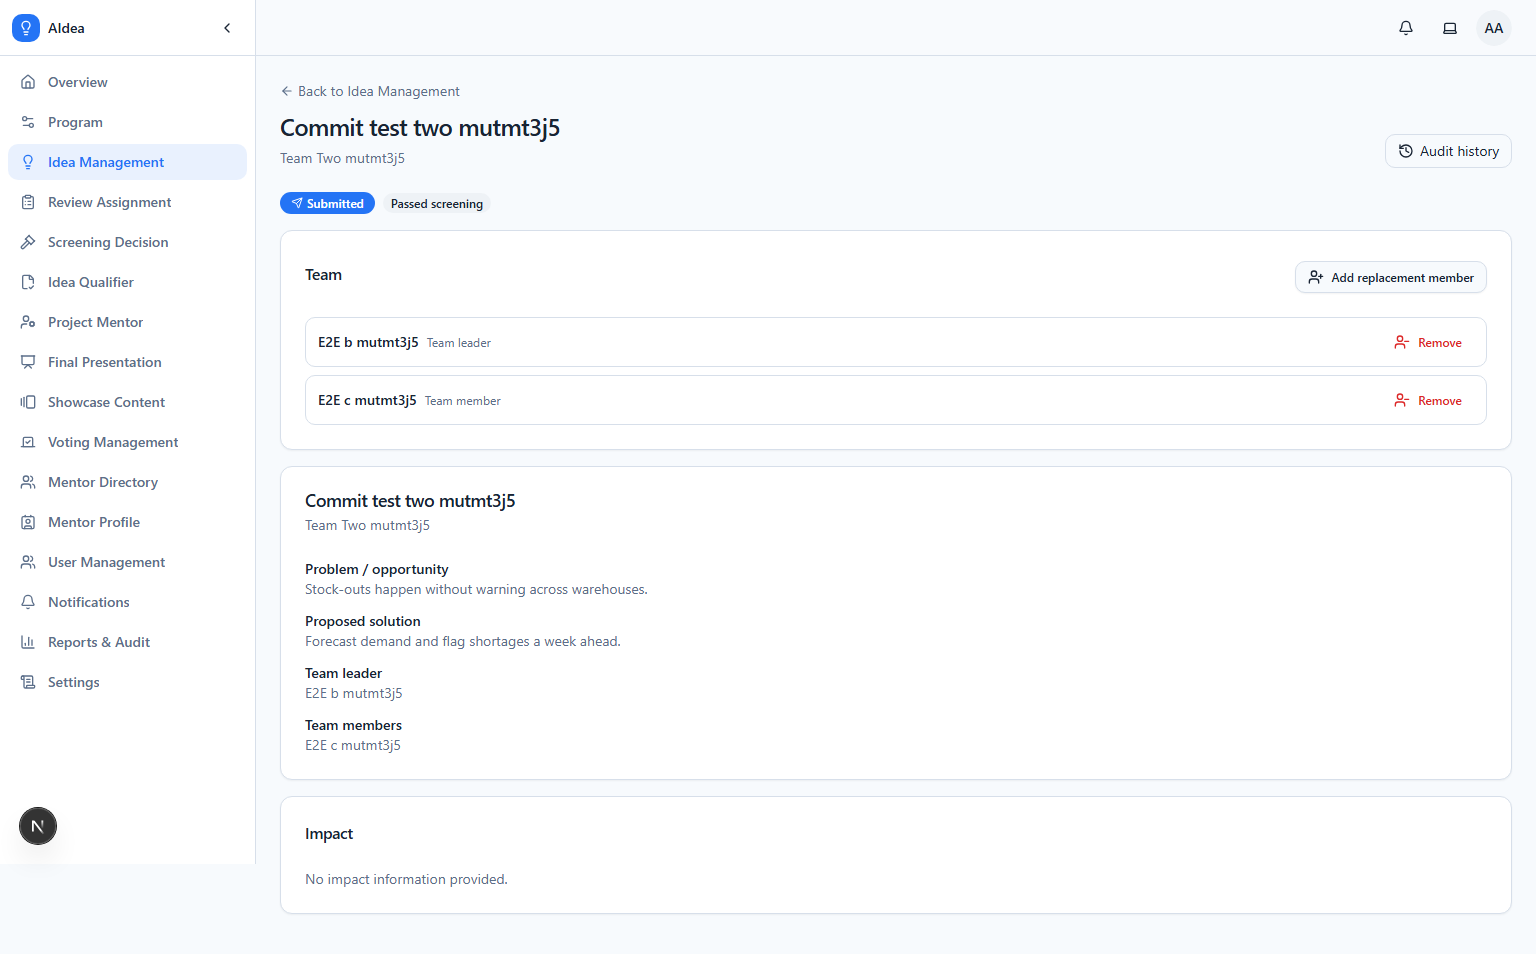 AIdea
AA
Overview
Program
Idea Management
Review Assignment
Screening Decision
Idea Qualifier
Project Mentor
Final Presentation
Showcase Content
Voting Management
Mentor Directory
Mentor Profile
User Management
Notifications
Reports & Audit
Settings
N
Back to Idea Management
Commit test two mutmt3j5
Team Two mutmt3j5
Audit history
Submitted
Passed screening
Team
Add replacement member
E2E b mutmt3j5 Team leader
Remove
E2E c mutmt3j5 Team member
Remove
Commit test two mutmt3j5
Team Two mutmt3j5
Problem / opportunity
Stock-outs happen without warning across warehouses.
Proposed solution
Forecast demand and flag shortages a week ahead.
Team leader
E2E b mutmt3j5
Team members
E2E c mutmt3j5
Impact
No impact information provided.